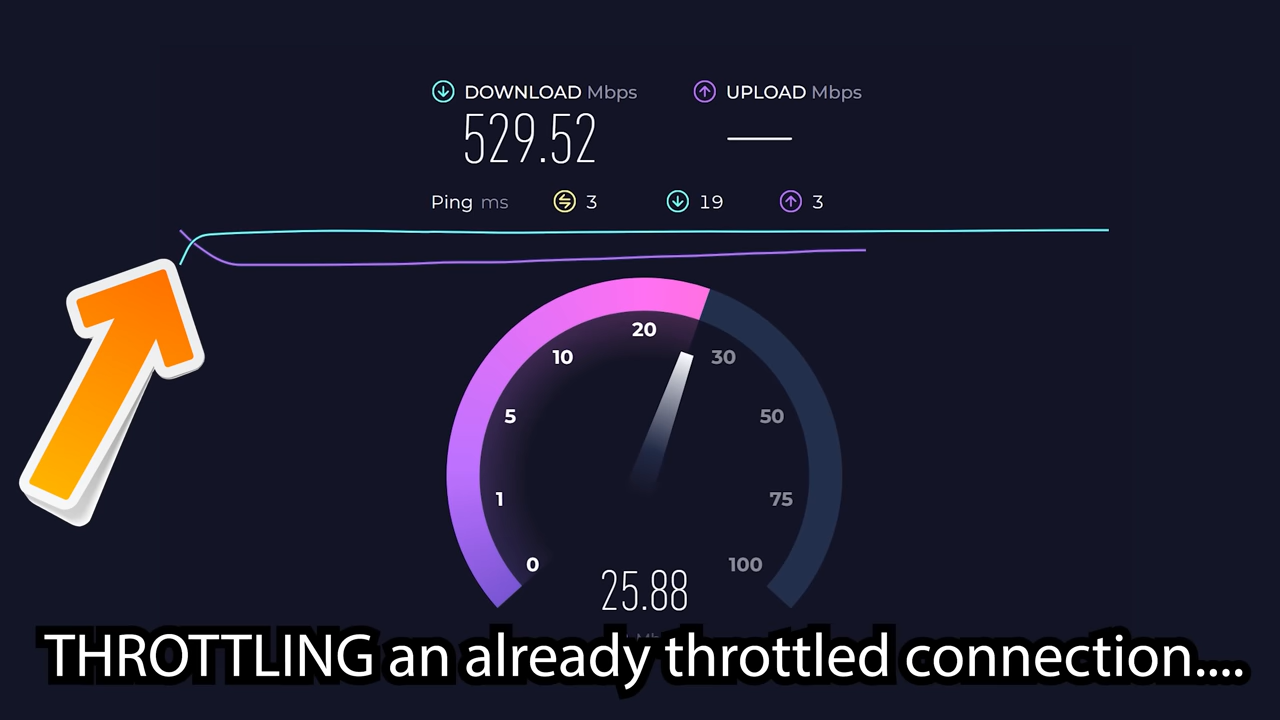 DOWNLOAD Mbps UPLOAD Mbps
529.52 —
Ping ms 3 19 3
20
10 30
5 50
1 75
0 100
25.88
THROTTLING an already throttled connection....